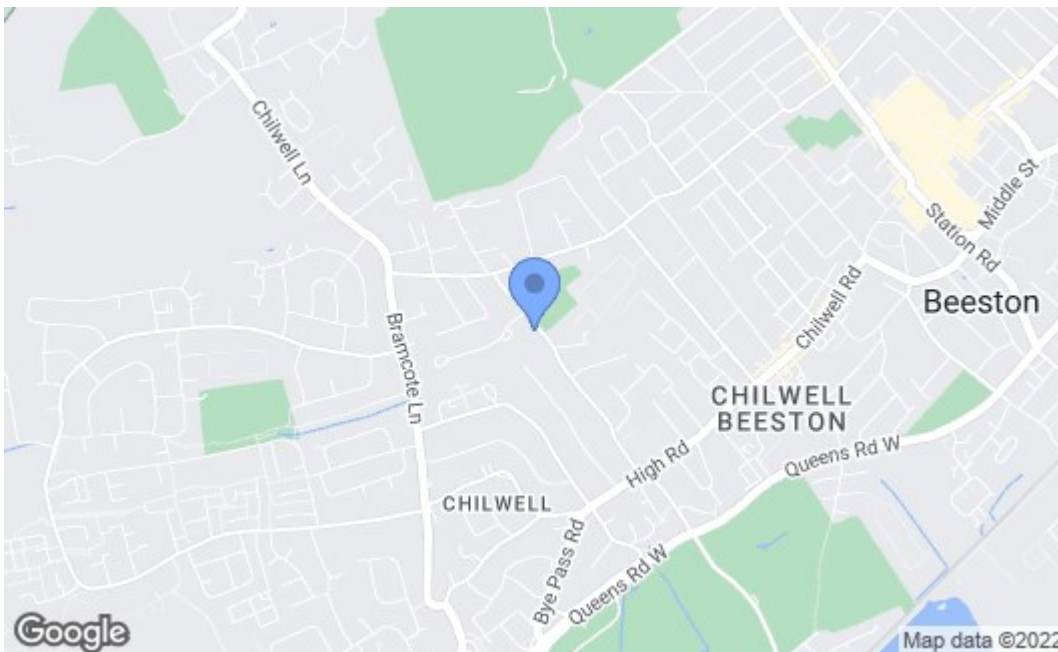 Chilwell Ln
Middle St
Station Rd
Beeston
Chilwell Rd
Bramcote Ln
CHILWELL
BEESTON
Queens Rd W
High Rd
CHILWELL
Bye Pass Rd
Queens Rd W
Google
Map data ©2022